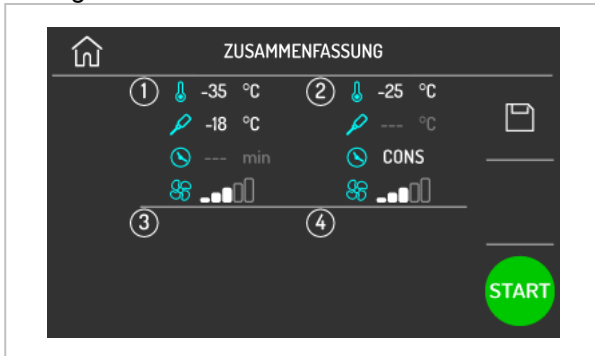 ZUSAMMENFASSUNG
1 -35 °C 2 -25 °C
-18 °C --- °C
--- min CONS
3 4
START